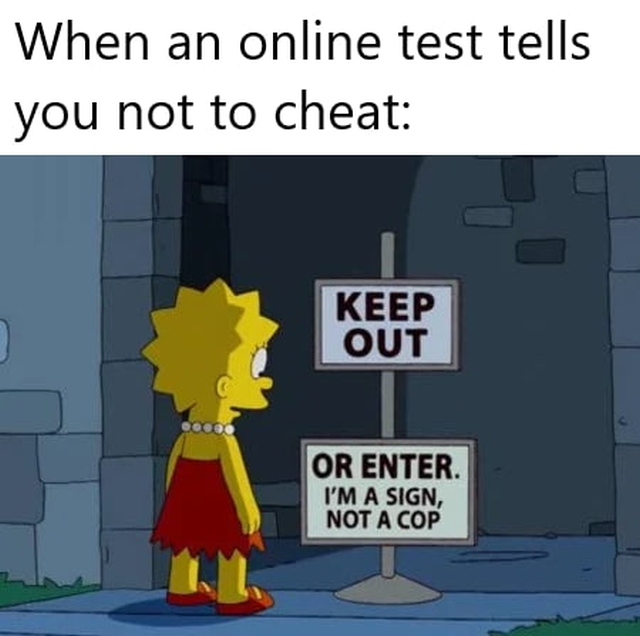 When an online test tells
you not to cheat:
KEEP
OUT
OR ENTER.
I'M A SIGN,
NOT A COP